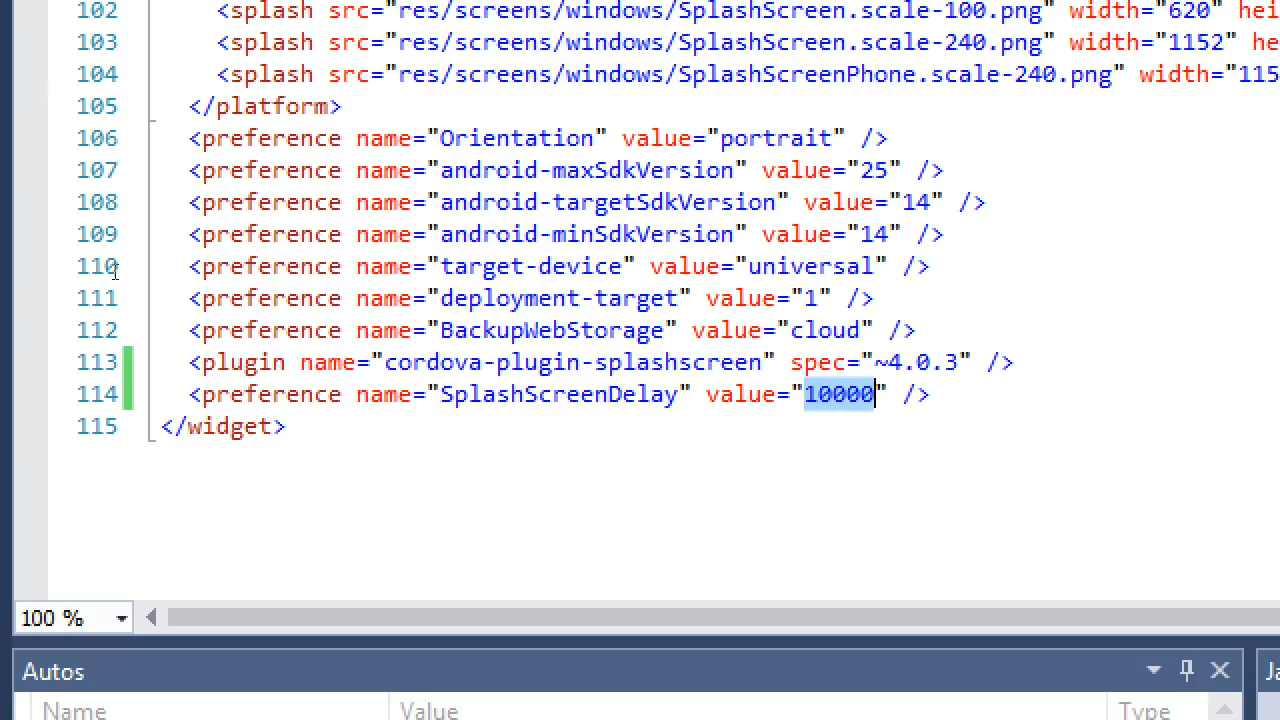 102 <splash src="res/screens/windows/SplashScreen.scale-100.png" width="620" hei
103 <splash src="res/screens/windows/SplashScreen.scale-240.png" width="1152" he
104 <splash src="res/screens/windows/SplashScreenPhone.scale-240.png" width="115
105 </platform>
106 <preference name="Orientation" value="portrait" />
107 <preference name="android-maxSdkVersion" value="25" />
108 <preference name="android-targetSdkVersion" value="14" />
109 <preference name="android-minSdkVersion" value="14" />
110 <preference name="target-device" value="universal" />
111 <preference name="deployment-target" value="1" />
112 <preference name="BackupWebStorage" value="cloud" />
113 <plugin name="cordova-plugin-splashscreen" spec="~4.0.3" />
114 <preference name="SplashScreenDelay" value="10000" />
115 </widget>
100 %
Autos Ja
Name Value Type